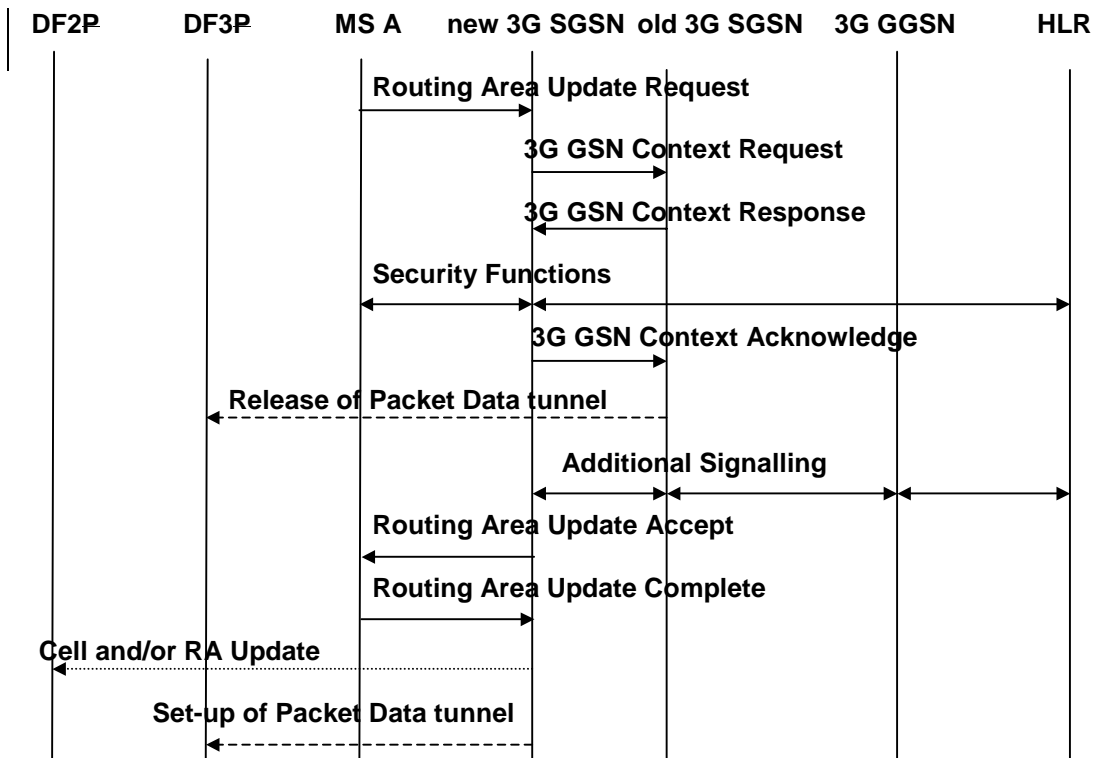 DF2P DF3P MS A new 3G SGSN old 3G SGSN 3G GGSN HLR
Routing Area Update Request
3G GSN Context Request
3G GSN Context Response
Security Functions
3G GSN Context Acknowledge
Release of Packet Data tunnel
Additional Signalling
Routing Area Update Accept
Routing Area Update Complete
Cell and/or RA Update
Set-up of Packet Data tunnel